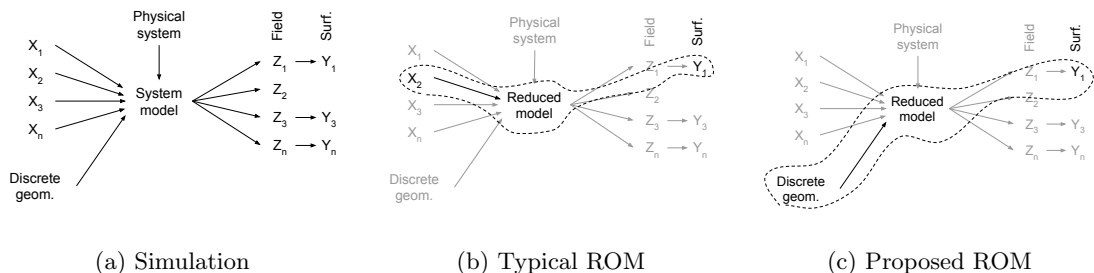 Physical
system
Field
Surf.
X1
X2
X3
Xn
System
model
Z1
Y1
Z2
Z3
Y3
Zn
Yn
Discrete
geom.
(a) Simulation
Physical
system
Field
Surf.
X1
X2
X3
Xn
Reduced
model
Z1
Y1
Z2
Z3
Y3
Zn
Yn
Discrete
geom.
(b) Typical ROM
Physical
system
Field
Surf.
X1
X2
X3
Xn
Reduced
model
Z1
Y1
Z2
Z3
Y3
Zn
Yn
Discrete
geom.
(c) Proposed ROM